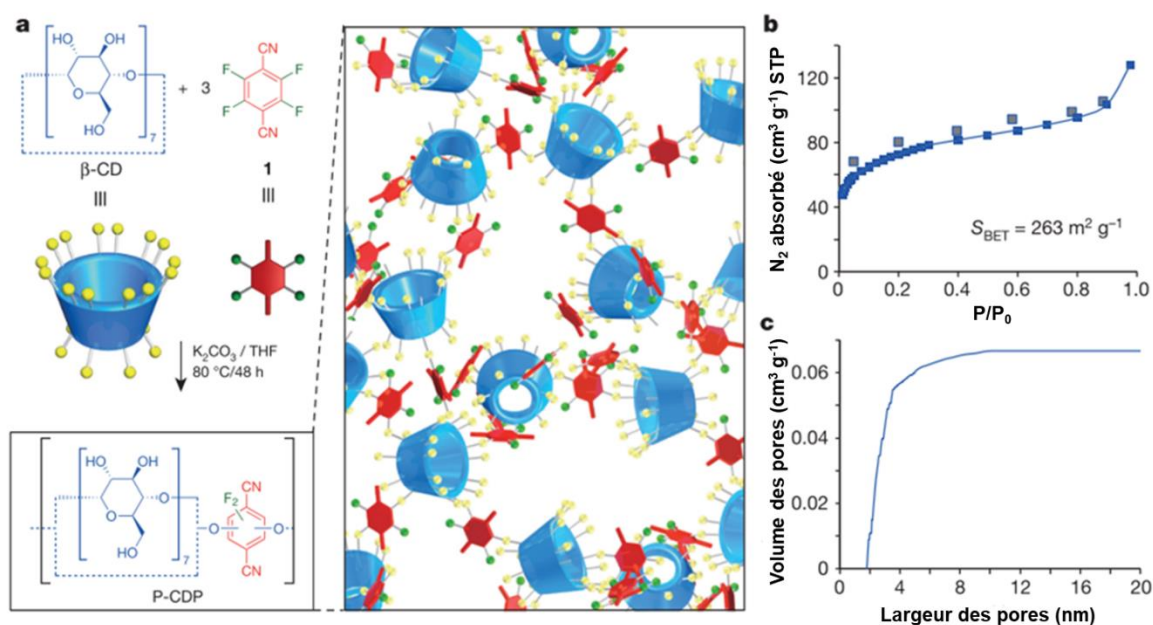 a
HO OH
O
O
HO
7
β-CD
+ 3
CN
F F
F F
CN
1
|||
|||
K₂CO₃ / THF
80 °C/48 h
HO OH
O
O
HO
7
CN
F₂
O O
CN
P-CDP
b
N₂ absorbé (cm³ g⁻¹) STP
120
80
40
0
S_BET = 263 m² g⁻¹
0.2 0.4 0.6 0.8 1.0
P/P₀
c
Volume des pores (cm³ g⁻¹)
0.06
0.04
0.02
0
0 4 8 12 16 20
Largeur des pores (nm)